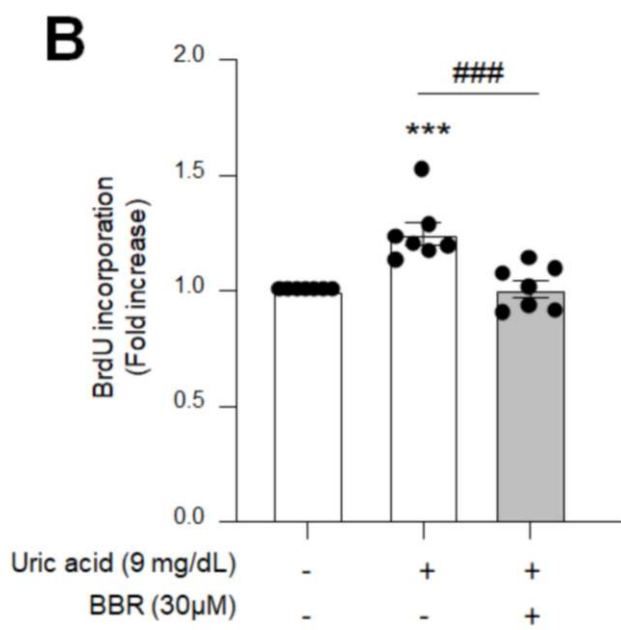 B
2.0
###
***
1.5
1.0
0.5
0.0
BrdU incorporation
(Fold increase)
Uric acid (9 mg/dL) - + +
BBR (30µM) - - +